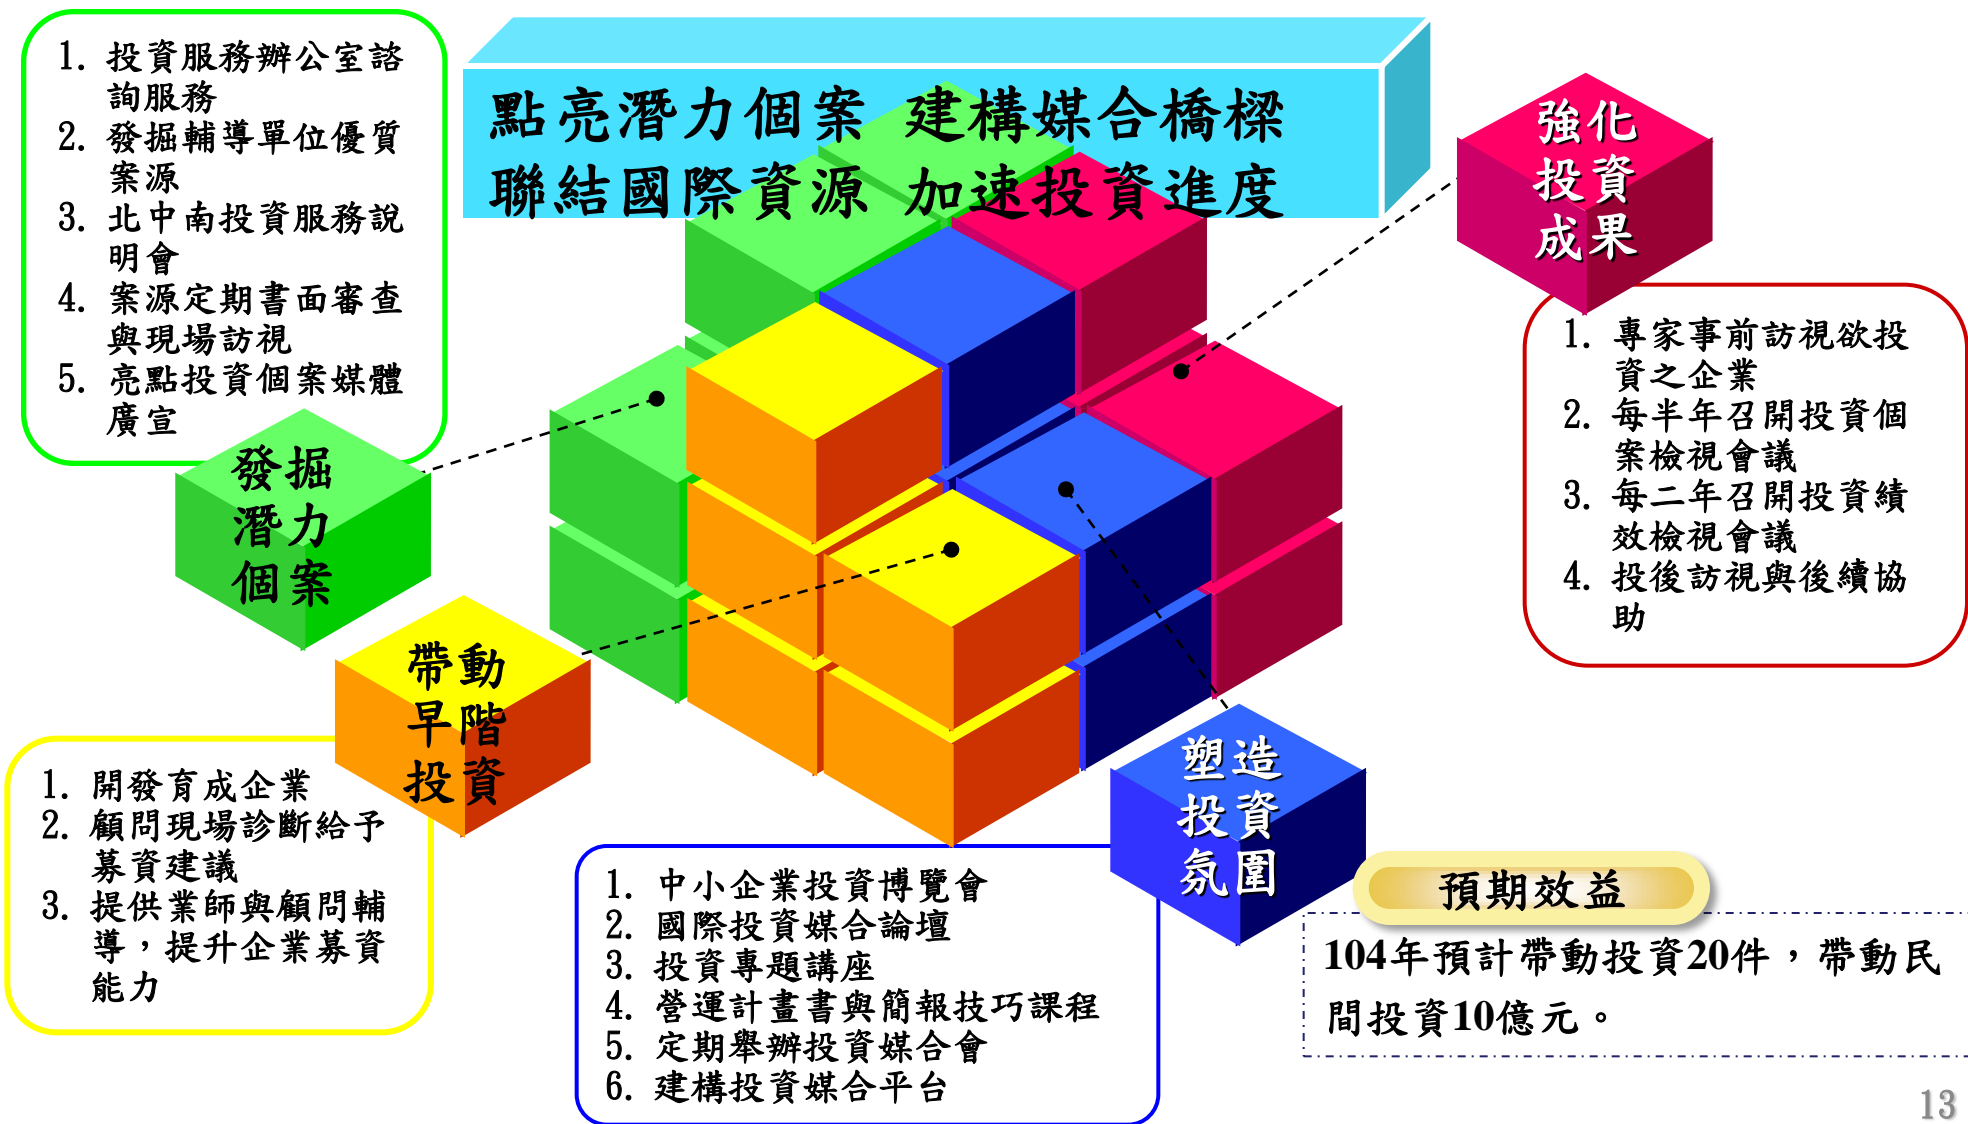 點亮潛力個案 建構媒合橋樑
聯結國際資源 加速投資進度
1. 投資服務辦公室諮
詢服務
2. 發掘輔導單位優質
案源
3. 北中南投資服務說
明會
4. 案源定期書面審查
與現場訪視
5. 亮點投資個案媒體
廣宣
發掘
潛力
個案
強化
投資
成果
1. 專家事前訪視欲投
資之企業
2. 每半年召開投資個
案檢視會議
3. 每二年召開投資績
效檢視會議
4. 投後訪視與後續協
助
帶動
早階
投資
1. 開發育成企業
2. 顧問現場診斷給予
募資建議
3. 提供業師與顧問輔
導，提升企業募資
能力
塑造
投資
氛圍
1. 中小企業投資博覽會
2. 國際投資媒合論壇
3. 投資專題講座
4. 營運計畫書與簡報技巧課程
5. 定期舉辦投資媒合會
6. 建構投資媒合平台
預期效益
104年預計帶動投資20件，帶動民
間投資10億元。
13